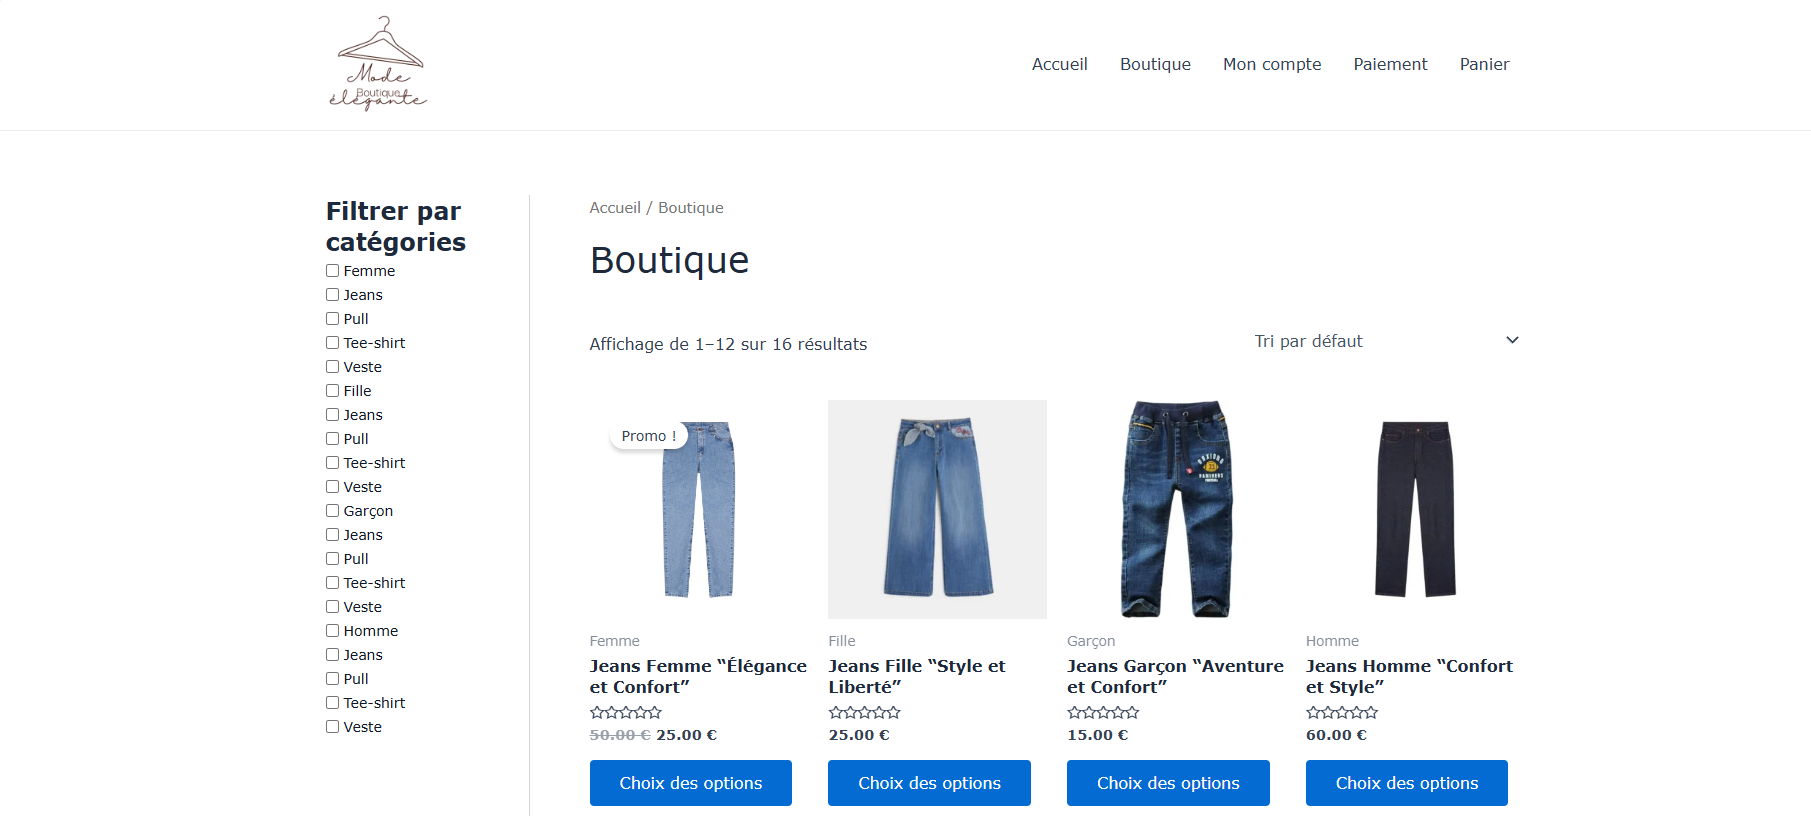 Mode
Boutique
élégante
Accueil
Boutique
Mon compte
Paiement
Panier
Filtrer par
catégories
Femme
Jeans
Pull
Tee-shirt
Veste
Fille
Jeans
Pull
Tee-shirt
Veste
Garçon
Jeans
Pull
Tee-shirt
Veste
Homme
Jeans
Pull
Tee-shirt
Veste
Accueil / Boutique
Boutique
Affichage de 1–12 sur 16 résultats
Tri par défaut
Promo !
Femme
Jeans Femme “Élégance
et Confort”
50.00 € 25.00 €
Choix des options
Fille
Jeans Fille “Style et
Liberté”
25.00 €
Choix des options
Garçon
Jeans Garçon “Aventure
et Confort”
15.00 €
Choix des options
Homme
Jeans Homme “Confort
et Style”
60.00 €
Choix des options